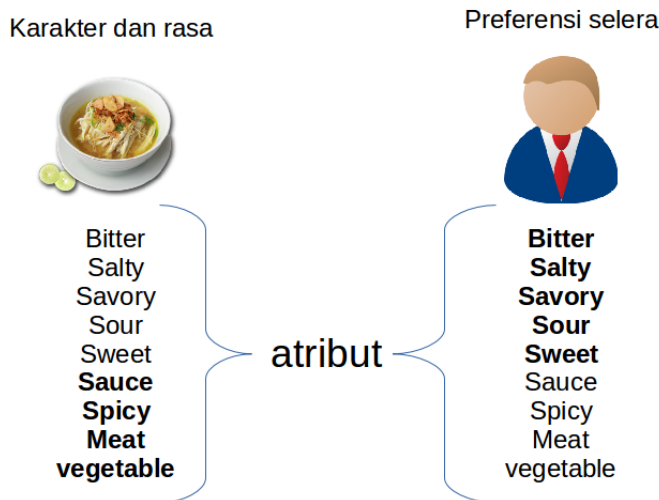 Karakter dan rasa
Preferensi selera
Bitter
Salty
Savory
Sour
Sweet
Sauce
Spicy
Meat
vegetable
atribut
Bitter
Salty
Savory
Sour
Sweet
Sauce
Spicy
Meat
vegetable